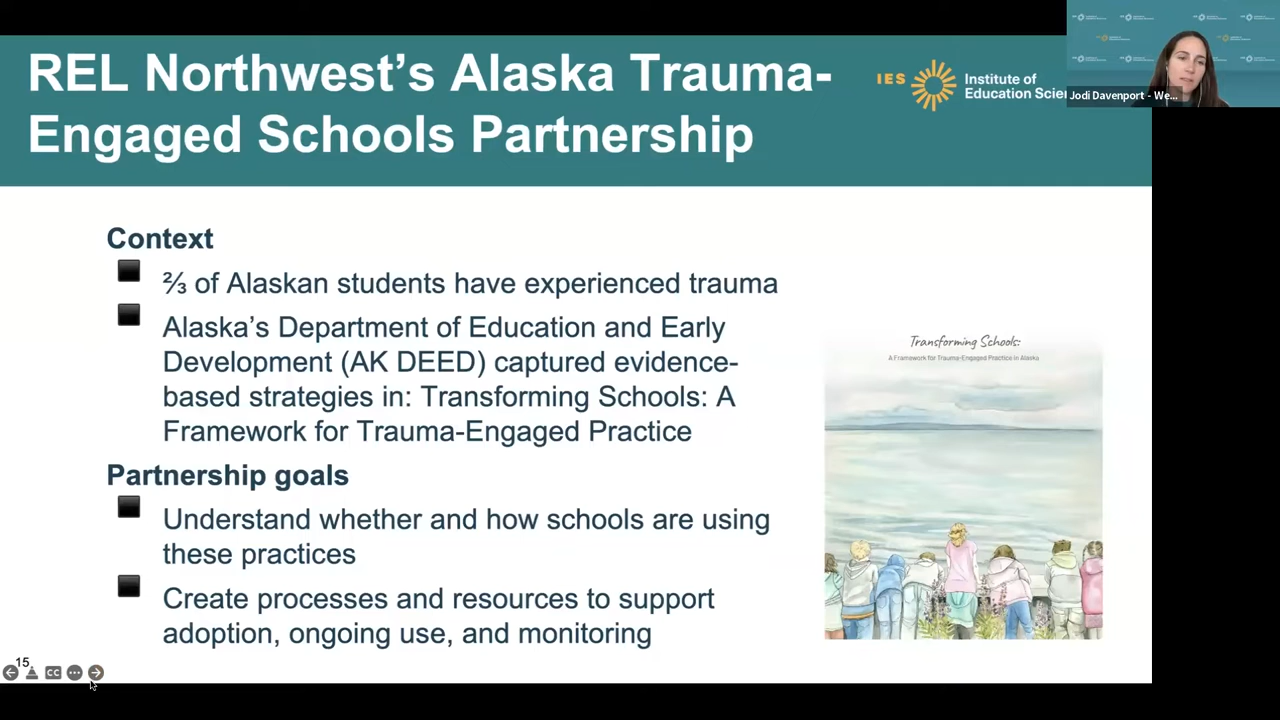 REL Northwest's Alaska Trauma-
Engaged Schools Partnership
IES
Institute of
Education
Jodi Davenport - We...
Context
⅔ of Alaskan students have experienced trauma
Alaska's Department of Education and Early
Development (AK DEED) captured evidence-
based strategies in: Transforming Schools: A
Framework for Trauma-Engaged Practice
Partnership goals
Understand whether and how schools are using
these practices
Create processes and resources to support
adoption, ongoing use, and monitoring
Transforming Schools:
A Framework for Trauma-Engaged Practice in Alaska
15
CC